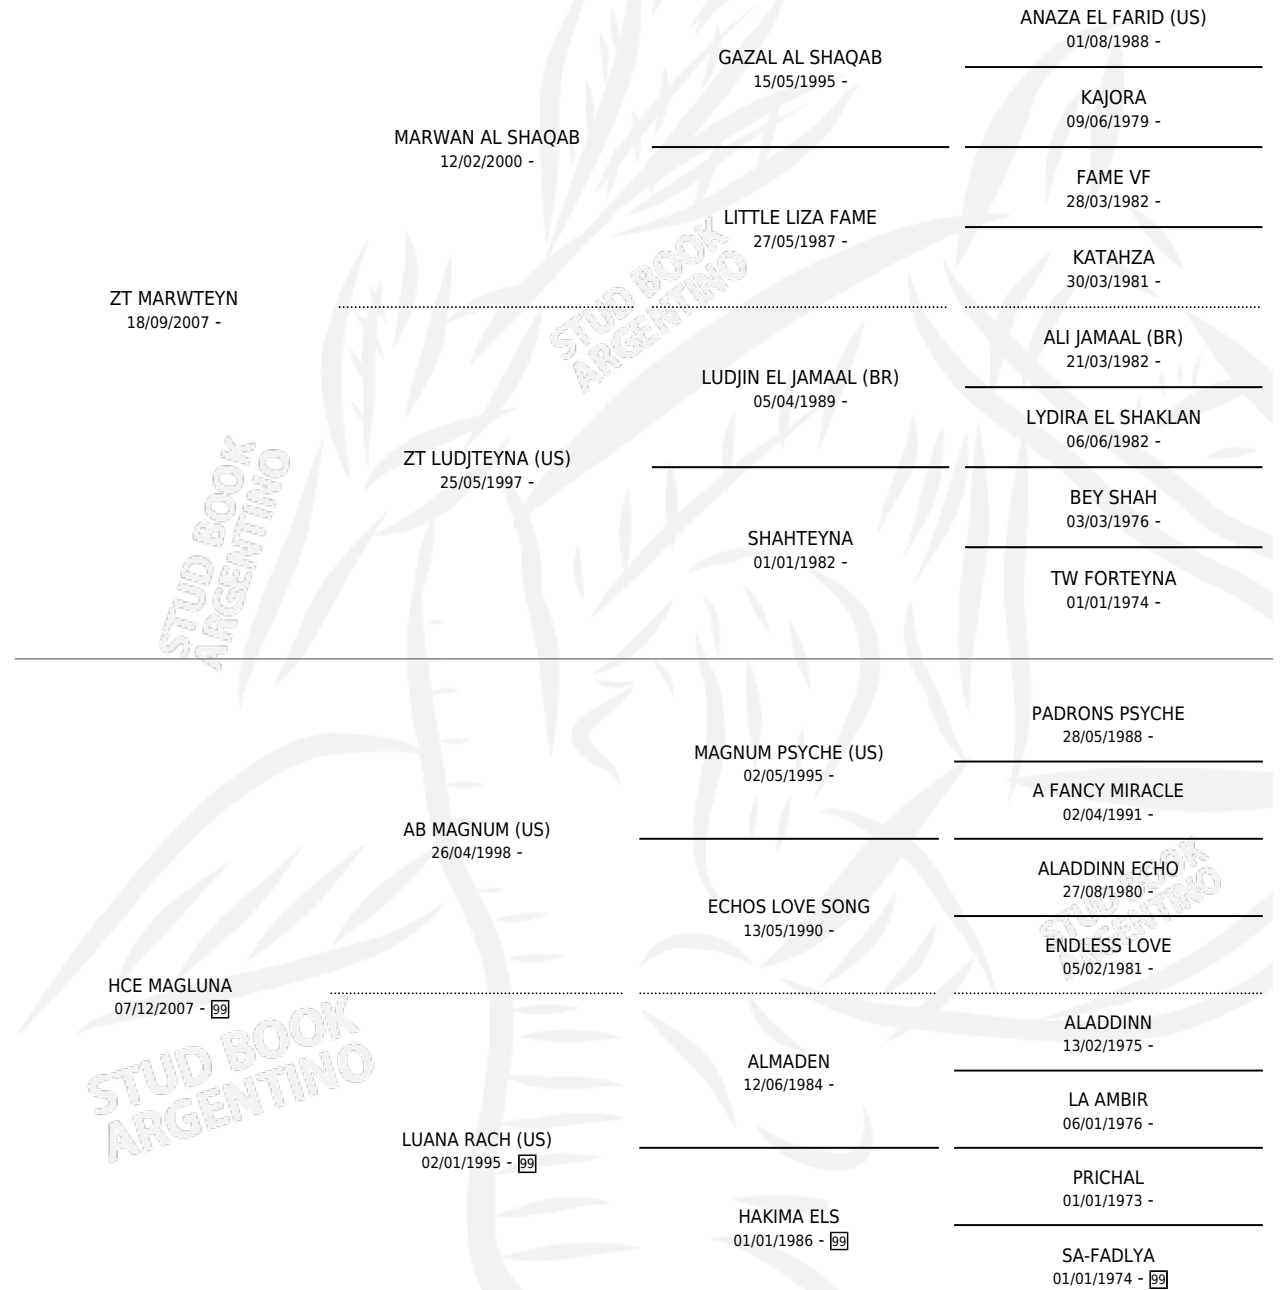 ANAZA EL FARID (US)
01/08/1988 -
GAZAL AL SHAQAB
15/05/1995 -
KAJORA
09/06/1979 -
MARWAN AL SHAQAB
12/02/2000 -
FAME VF
28/03/1982 -
LITTLE LIZA FAME
27/05/1987 -
KATAHZA
30/03/1981 -
ZT MARWTEYN
18/09/2007 -
ALI JAMAAL (BR)
21/03/1982 -
LUDJIN EL JAMAAL (BR)
05/04/1989 -
LYDIRA EL SHAKLAN
06/06/1982 -
ZT LUDJTEYNA (US)
25/05/1997 -
BEY SHAH
03/03/1976 -
SHAHTEYNA
01/01/1982 -
TW FORTEYNA
01/01/1974 -
PADRONS PSYCHE
28/05/1988 -
MAGNUM PSYCHE (US)
02/05/1995 -
A FANCY MIRACLE
02/04/1991 -
AB MAGNUM (US)
26/04/1998 -
ALADDINN ECHO
27/08/1980 -
ECHOS LOVE SONG
13/05/1990 -
ENDLESS LOVE
05/02/1981 -
HCE MAGLUNA
07/12/2007 - 99
ALADDINN
13/02/1975 -
ALMADEN
12/06/1984 -
LA AMBIR
06/01/1976 -
LUANA RACH (US)
02/01/1995 - 99
PRICHAL
01/01/1973 -
HAKIMA ELS
01/01/1986 - 99
SA-FADLYA
01/01/1974 - 99
STUD BOOK
ARGENTINO
STUD BOOK
ARGENTINO
STUD BOOK
ARGENTINO
STUD BOOK
ARGENTINO